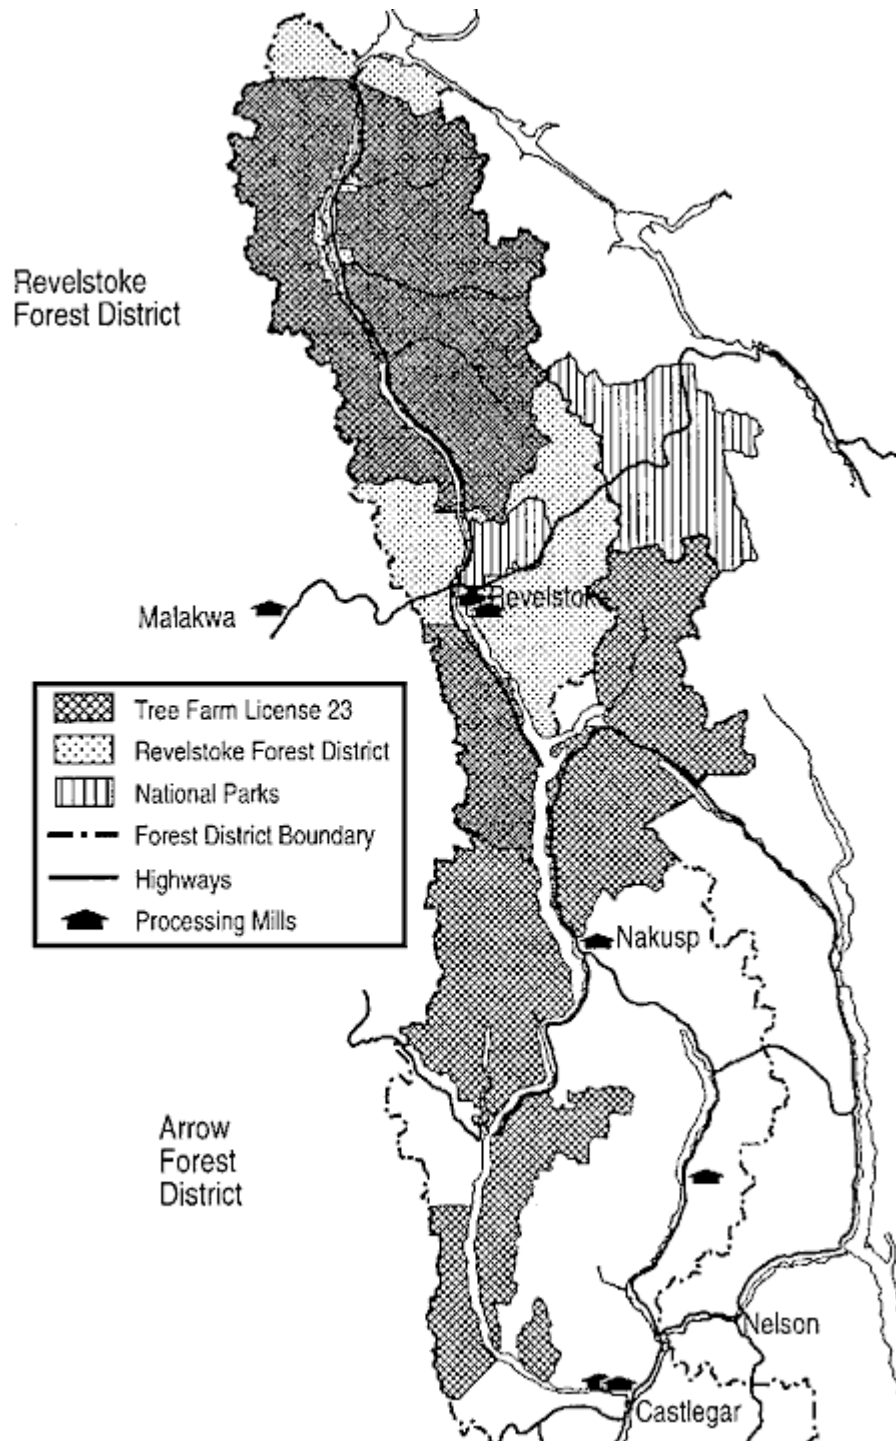 Revelstoke
Forest District
Malakwa
Revelstoke
Tree Farm License 23
Revelstoke Forest District
National Parks
Forest District Boundary
Highways
Processing Mills
Nakusp
Arrow
Forest
District
Nelson
Castlegar